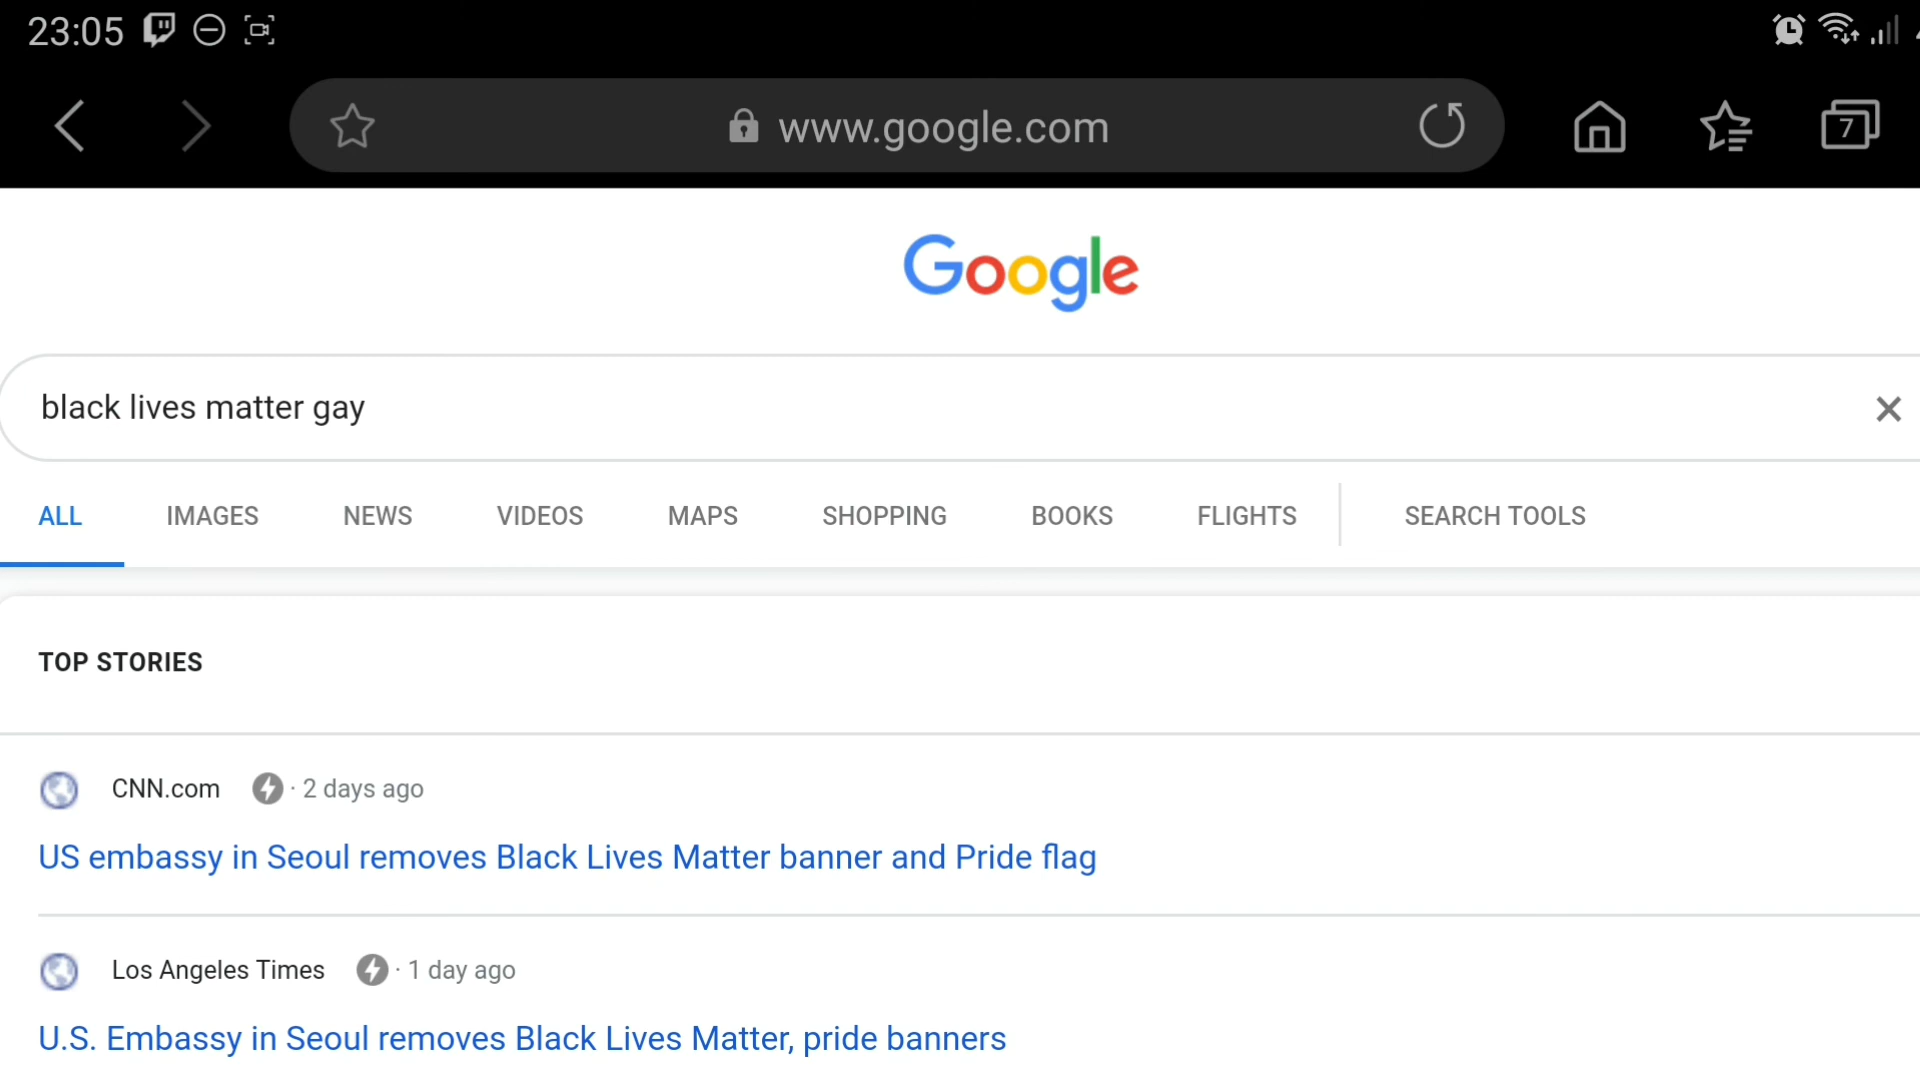 23:05
www.google.com
7
Google
black lives matter gay
ALL IMAGES NEWS VIDEOS MAPS SHOPPING BOOKS FLIGHTS SEARCH TOOLS
TOP STORIES
CNN.com · 2 days ago
US embassy in Seoul removes Black Lives Matter banner and Pride flag
Los Angeles Times · 1 day ago
U.S. Embassy in Seoul removes Black Lives Matter, pride banners